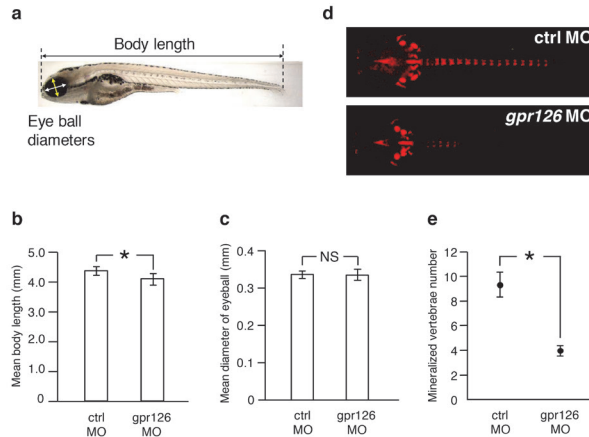 a
Body length
Eye ball
diameters
d
ctrl MO
gpr126 MO
b
Mean body length (mm)
5.0
4.0
3.0
2.0
1.0
0
*
ctrl
MO
gpr126
MO
c
Mean diameter of eyeball (mm)
0.4
0.3
0.2
0.1
0
NS
ctrl
MO
gpr126
MO
e
Mineralized vertebrae number
12
10
8
6
4
2
0
*
ctrl
MO
gpr126
MO